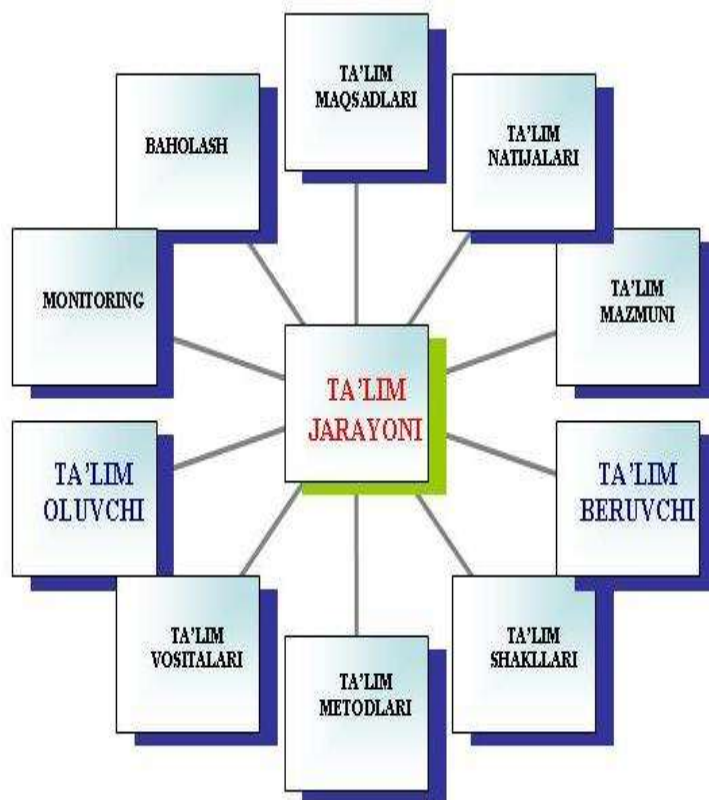 TA’LIM
MAQSADLARI
BAHOLASH
TA’LIM
NATIJALARI
MONITORING
TA’LIM
MAZMUNI
TA’LIM
JARAYONI
TA’LIM
OLUVCHI
TA’LIM
BERUVCHI
TA’LIM
VOSITALARI
TA’LIM
SHAKLLARI
TA’LIM
METODLARI